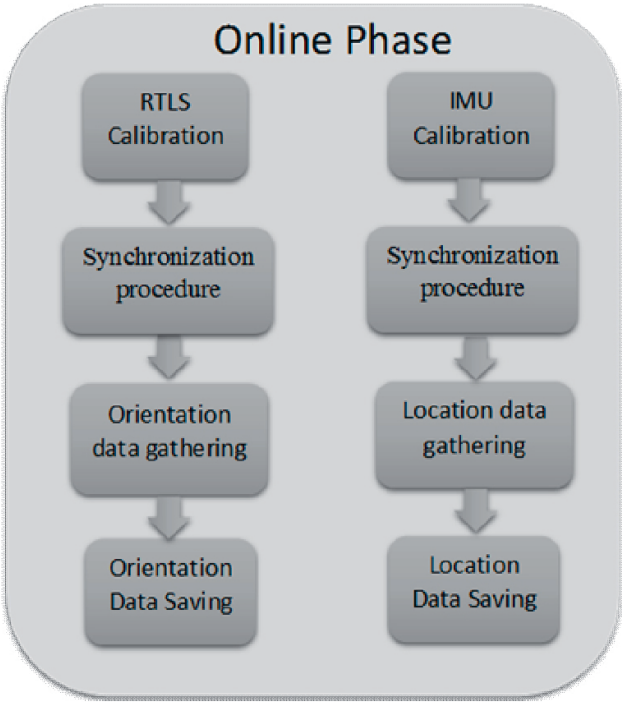 Online Phase
RTLS
Calibration
Synchronization
procedure
Orientation
data gathering
Orientation
Data Saving
IMU
Calibration
Synchronization
procedure
Location data
gathering
Location
Data Saving